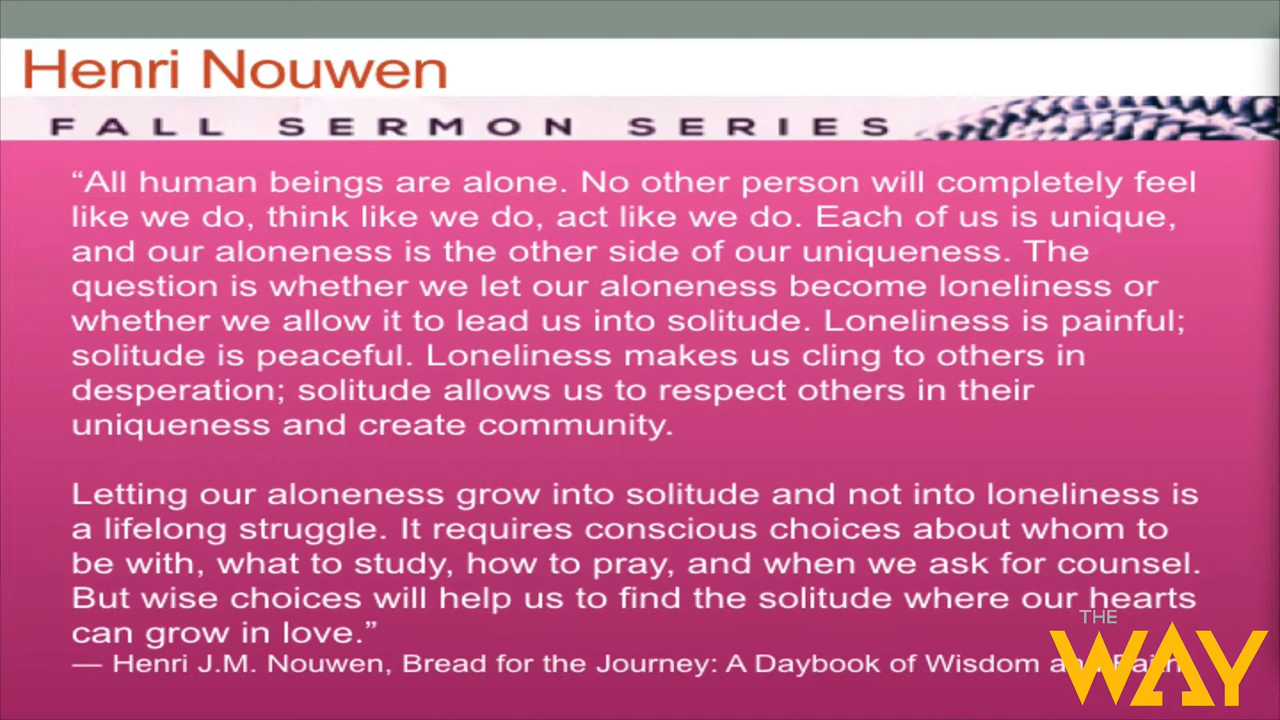 Henri Nouwen
FALL SERMON SERIES
“All human beings are alone. No other person will completely feel
like we do, think like we do, act like we do. Each of us is unique,
and our aloneness is the other side of our uniqueness. The
question is whether we let our aloneness become loneliness or
whether we allow it to lead us into solitude. Loneliness is painful;
solitude is peaceful. Loneliness makes us cling to others in
desperation; solitude allows us to respect others in their
uniqueness and create community.
Letting our aloneness grow into solitude and not into loneliness is
a lifelong struggle. It requires conscious choices about whom to
be with, what to study, how to pray, and when we ask for counsel.
But wise choices will help us to find the solitude where our hearts
can grow in love.”
— Henri J.M. Nouwen, Bread for the Journey: A Daybook of Wisdom and Faith
THE
WAY